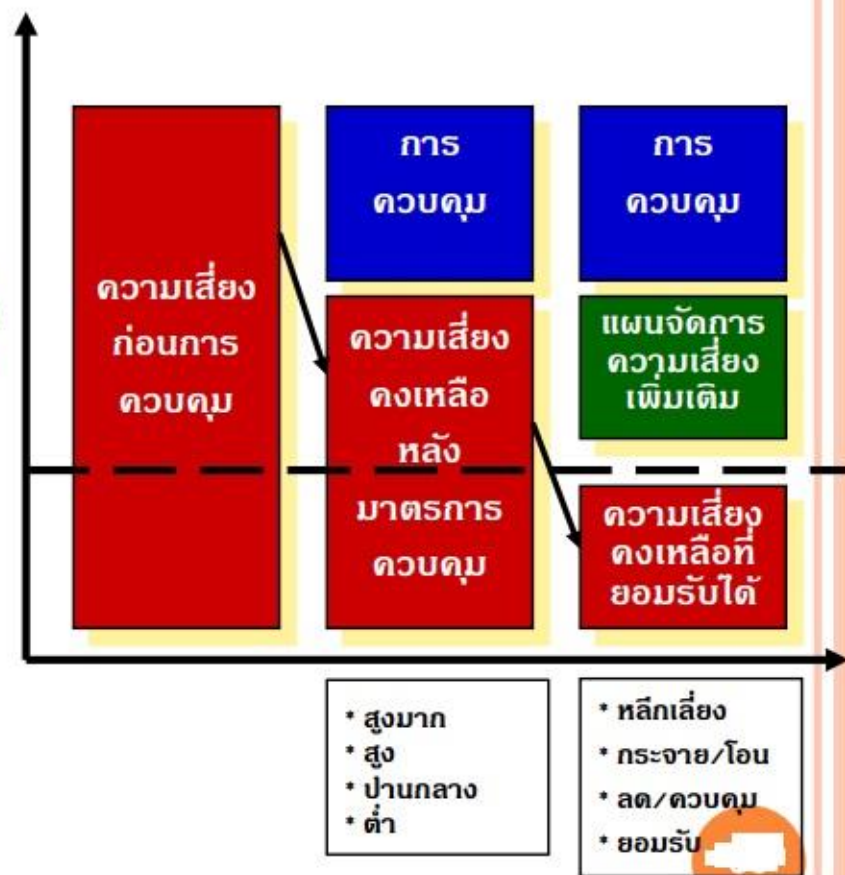 ความเสี่ยง
ก่อนการ
ควบคุม
การ
ควบคุม
ความเสี่ยง
คงเหลือ
หลัง
มาตรการ
ควบคุม
การ
ควบคุม
แผนจัดการ
ความเสี่ยง
เพิ่มเติม
ความเสี่ยง
คงเหลือที่
ยอมรับได้
* สูงมาก
* สูง
* ปานกลาง
* ต่ำ
* หลีกเลี่ยง
* กระจาย/โอน
* ลด/ควบคุม
* ยอมรับ